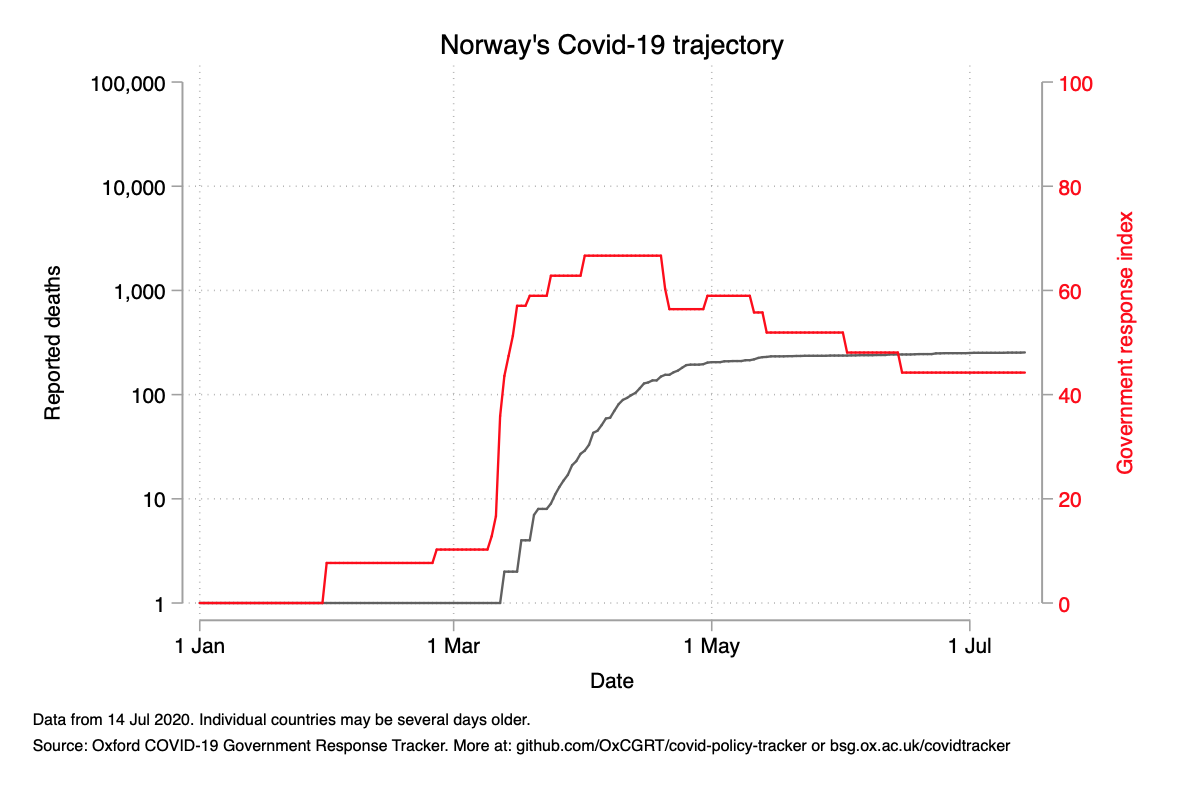 Norway's Covid-19 trajectory
100,000
10,000
1,000
100
10
1
Reported deaths
100
80
60
40
20
0
Government response index
1 Jan
1 Mar
1 May
1 Jul
Date
Data from 14 Jul 2020. Individual countries may be several days older.
Source: Oxford COVID-19 Government Response Tracker. More at: github.com/OxCGRT/covid-policy-tracker or bsg.ox.ac.uk/covidtracker